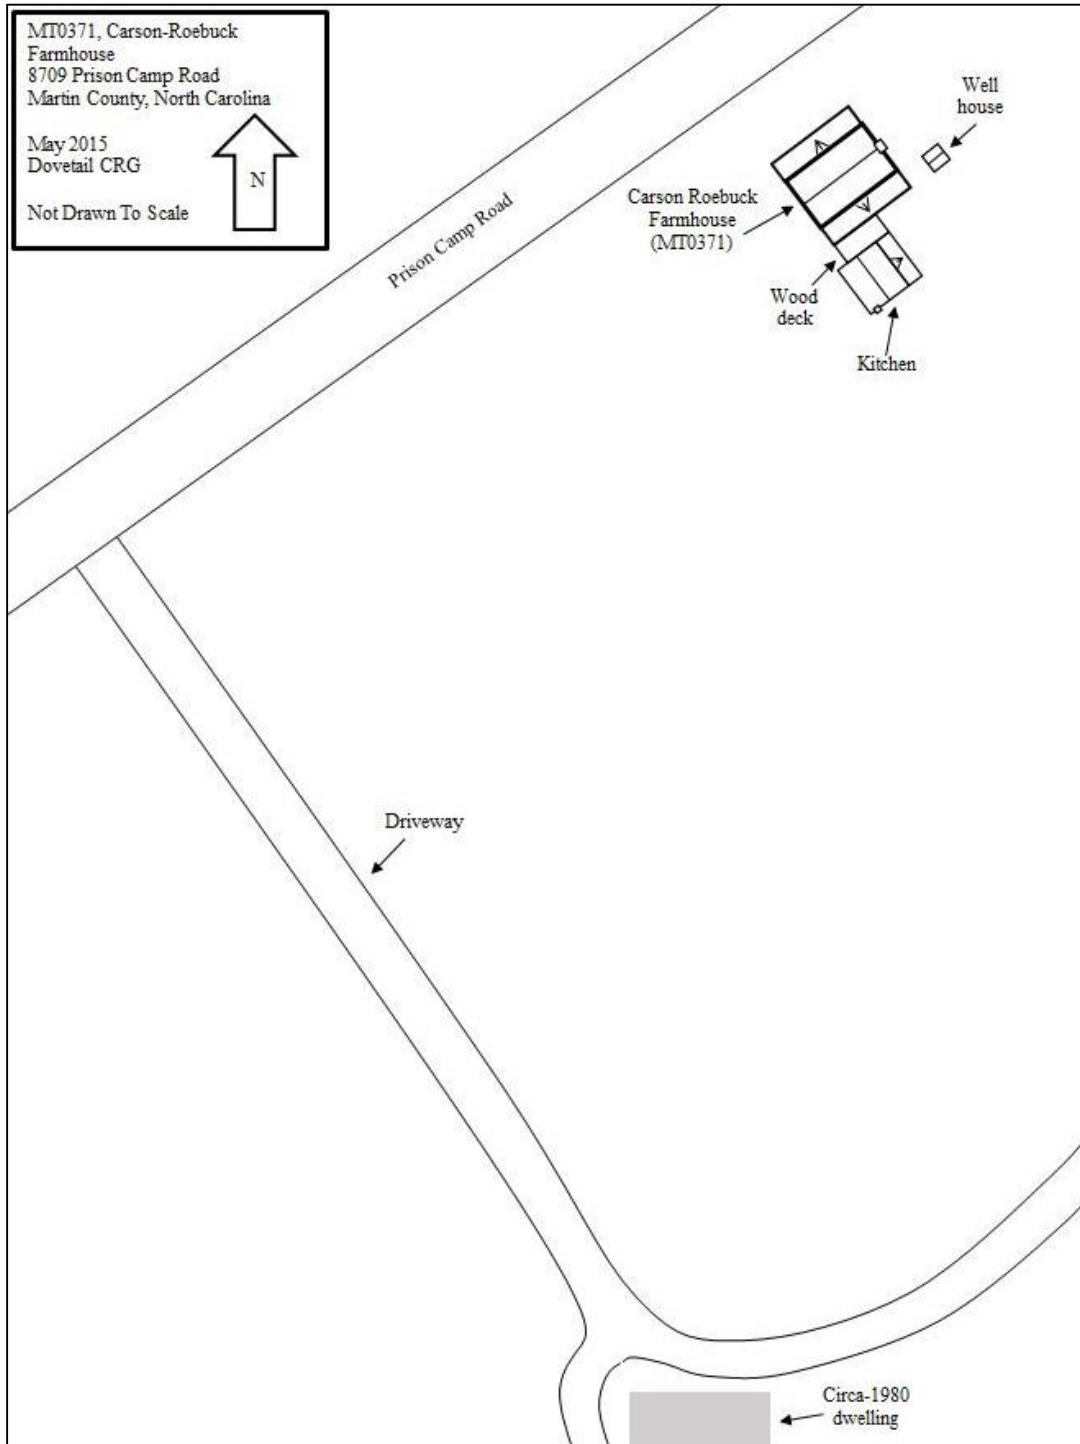 MT0371, Carson-Roebuck
Farmhouse
8709 Prison Camp Road
Martin County, North Carolina
May 2015
Dovetail CRG
N
Not Drawn To Scale
Prison Camp Road
Well
house
Carson Roebuck
Farmhouse
(MT0371)
Wood
deck
Kitchen
Driveway
Circa-1980
dwelling